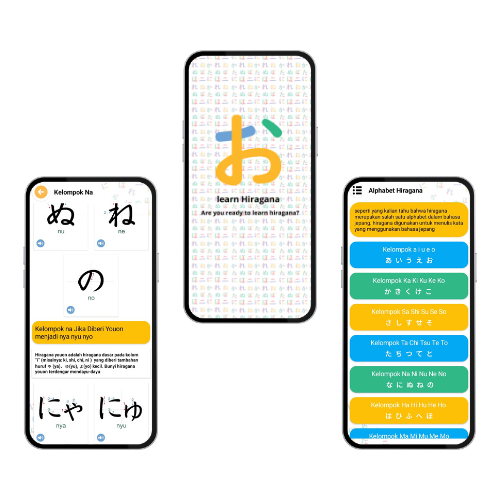 Kelompok Na
ぬ
ね
nu
ne
の
no
Kelompok na Jika Diberi Youon
menjadi nya nyu nyo
Hiragana youon adalah hiragana dasar pada kolom
"i" (misalnya: ki, shi, chi, ni ) yang diberi tambahan
huruf や (ya), ゆ(yu), よ(yo) kecil. Bunyi hiragana
youon terdengar mendayu-dayu
にゃ
にゅ
nya
nyu
お
learn Hiragana
Are you ready to learn hiragana?
Alphabet Hiragana
seperti yang kalian tahu bahwa hiragana
merupakan salah satu alphabet dalam bahasa
jepang, hiragana digunakan untuk menulis kata
yang menggunakan bahasa jepang
Kelompok a i u e o
あ い う え お
Kelompok Ka Ki Ku Ke Ko
か き く け こ
Kelompok Sa Shi Su Se So
さ し す せ そ
Kelompok Ta Chi Tsu Te To
た ち つ て と
Kelompok Na Ni Nu Ne No
な に ぬ ね の
Kelompok Ha Hi Hu He Ho
は ひ ふ へ ほ
Kelompok Ma Mi Mu Me Mo